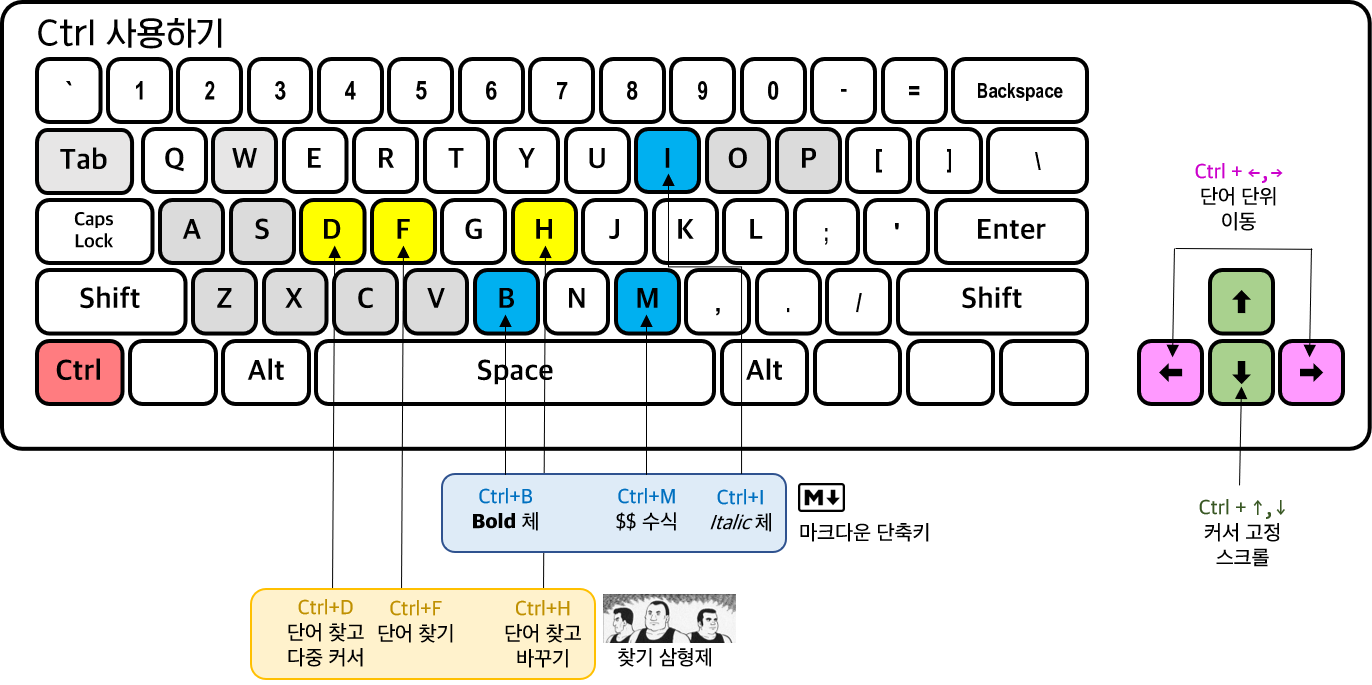 Ctrl 사용하기
` 1 2 3 4 5 6 7 8 9 0 - = Backspace
Tab Q W E R T Y U I O P [ ] \
Caps
Lock
A S D F G H J K L ; ' Enter
Shift Z X C V B N M , . / Shift
Ctrl Alt Space Alt
Ctrl + ←,→
단어 단위
이동
↑
← ↓ →
Ctrl+B Ctrl+M Ctrl+I
Bold 체 $$ 수식 Italic 체
M↓
마크다운 단축키
Ctrl + ↑,↓
커서 고정
스크롤
Ctrl+D Ctrl+F Ctrl+H
단어 찾고 단어 찾기 단어 찾고
다중 커서 바꾸기
찾기 삼형제